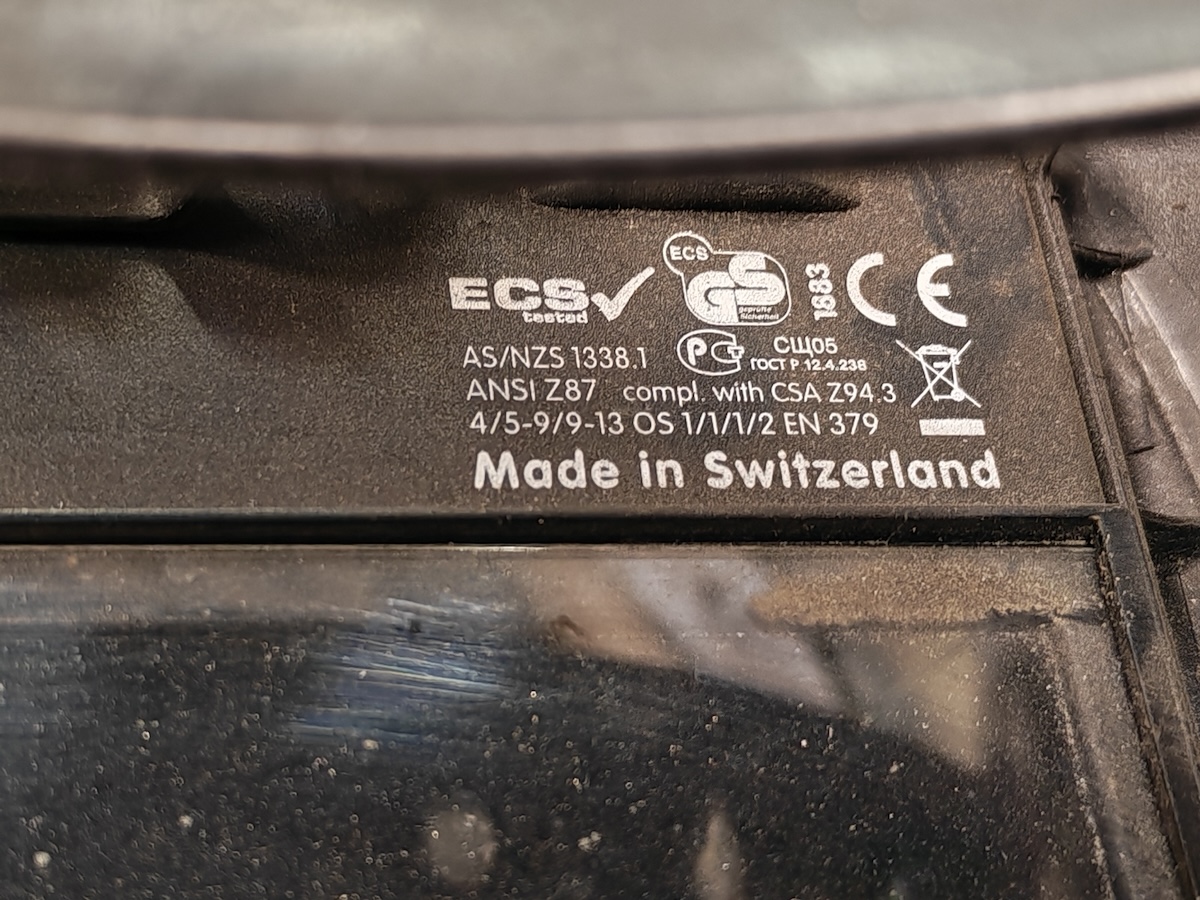 ECS
tested
ECS
GS
geprüfte
Sicherheit
1883
CE
AS/NZS 1338.1
PG
СЩ05
ГОСТ Р 12.4.238
ANSI Z87 compl. with CSA Z94.3
4/5-9/9-13 OS 1/1/1/2 EN 379
Made in Switzerland